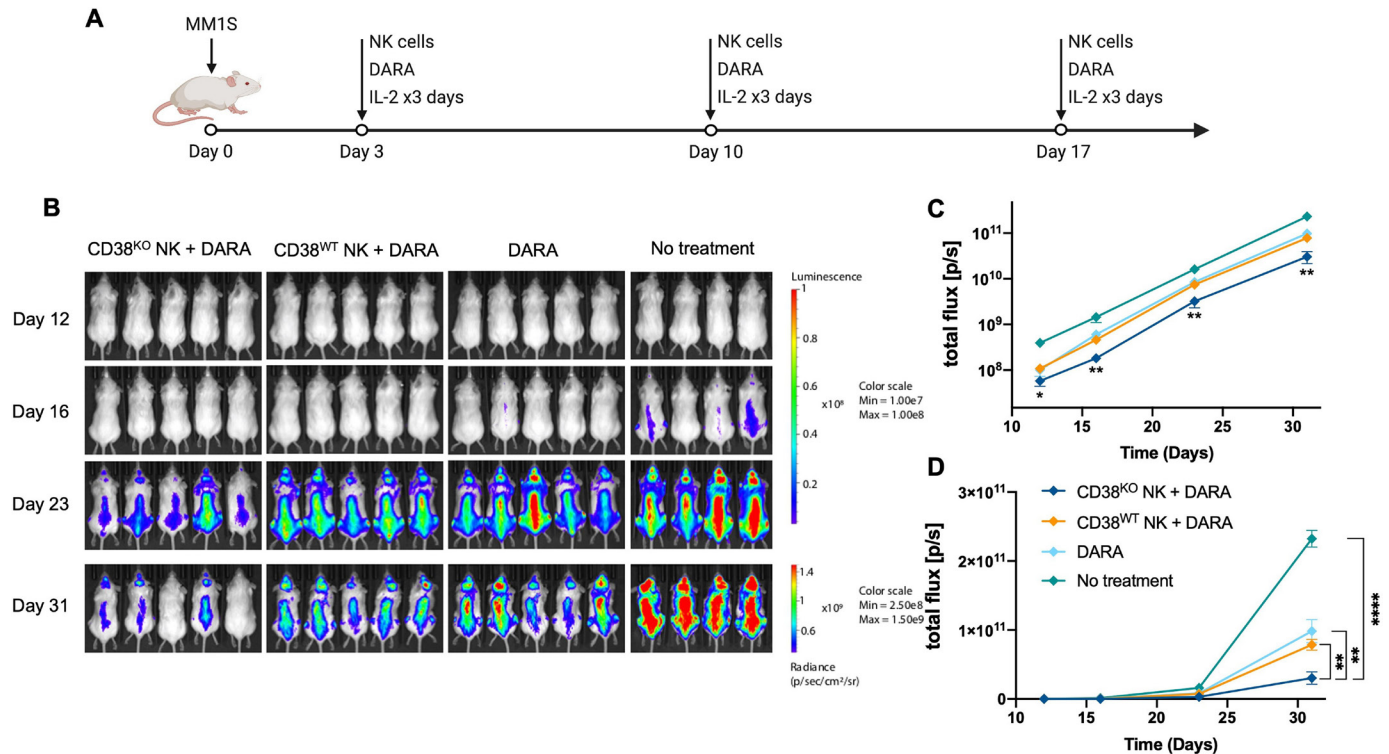 A
MM1S
NK cells
DARA
IL-2 x3 days
NK cells
DARA
IL-2 x3 days
NK cells
DARA
IL-2 x3 days
Day 0
Day 3
Day 10
Day 17
B
CD38ᴷᴼ NK + DARA
CD38ᵂᵀ NK + DARA
DARA
No treatment
Day 12
Day 16
Day 23
Day 31
Luminescence
1
0.8
0.6
x10⁸
0.4
0.2
Color scale
Min = 1.00e7
Max = 1.00e8
1.4
1.0
x10⁹
0.6
Color scale
Min = 2.50e8
Max = 1.50e9
Radiance
(p/sec/cm²/sr)
C
total flux [p/s]
10¹¹
10¹⁰
10⁹
10⁸
*
**
**
**
10 15 20 25 30
Time (Days)
D
total flux [p/s]
3×10¹¹
2×10¹¹
1×10¹¹
0
CD38ᴷᴼ NK + DARA
CD38ᵂᵀ NK + DARA
DARA
No treatment
**
**
****
10 15 20 25 30
Time (Days)